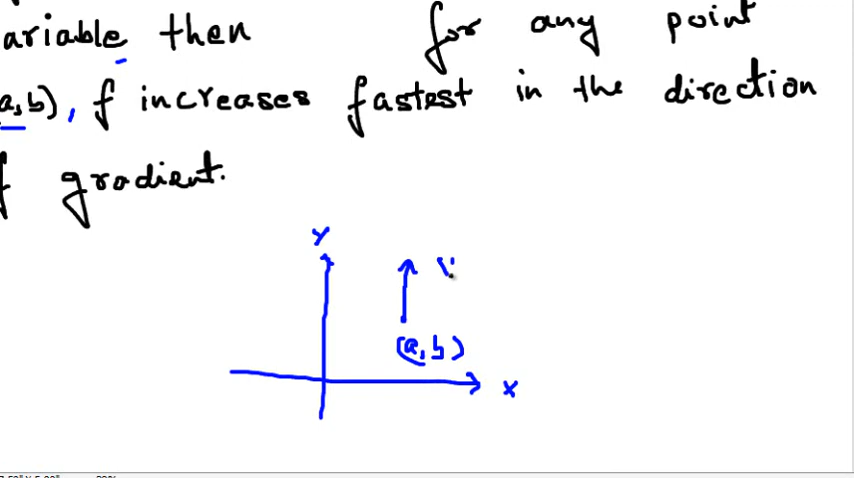 ariable then for any point
a,b), f increases fastest in the direction
f gradient.
Y
(a,b)
X